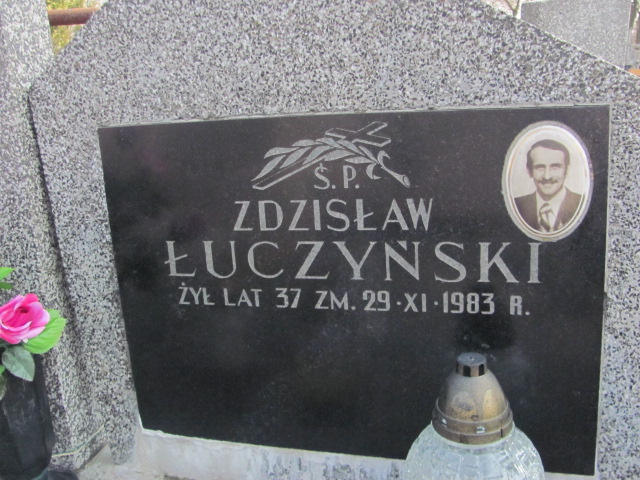 Ś.P.
ZDZISŁAW
ŁUCZYŃSKI
ŻYŁ LAT 37 ZM. 29·XI·1983 R.